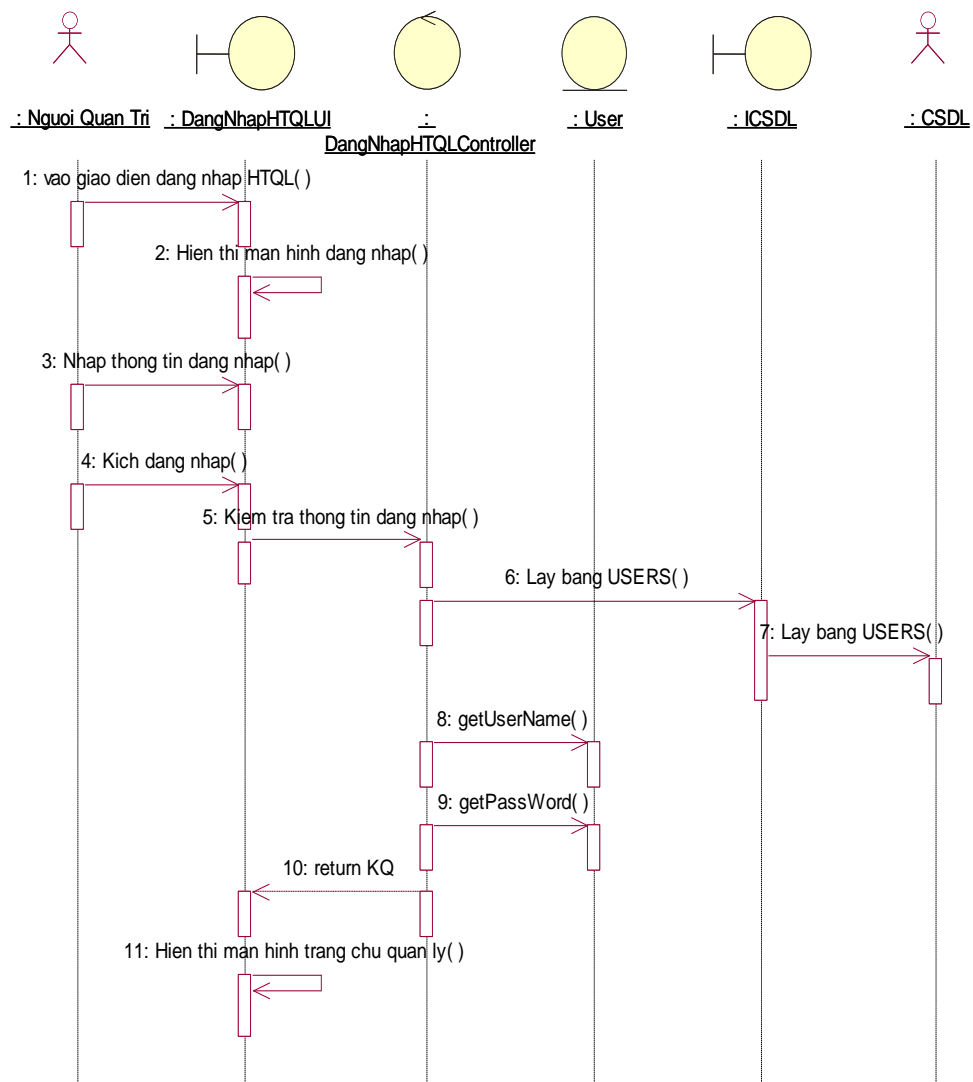 : Nguoi Quan Tri
: DangNhapHTQLUI
:
DangNhapHTQLController
: User
: ICSDL
: CSDL
1: vao giao dien dang nhap HTQL( )
2: Hien thi man hinh dang nhap( )
3: Nhap thong tin dang nhap( )
4: Kich dang nhap( )
5: Kiem tra thong tin dang nhap( )
6: Lay bang USERS( )
7: Lay bang USERS( )
8: getUserName( )
9: getPassWord( )
10: return KQ
11: Hien thi man hinh trang chu quan ly( )